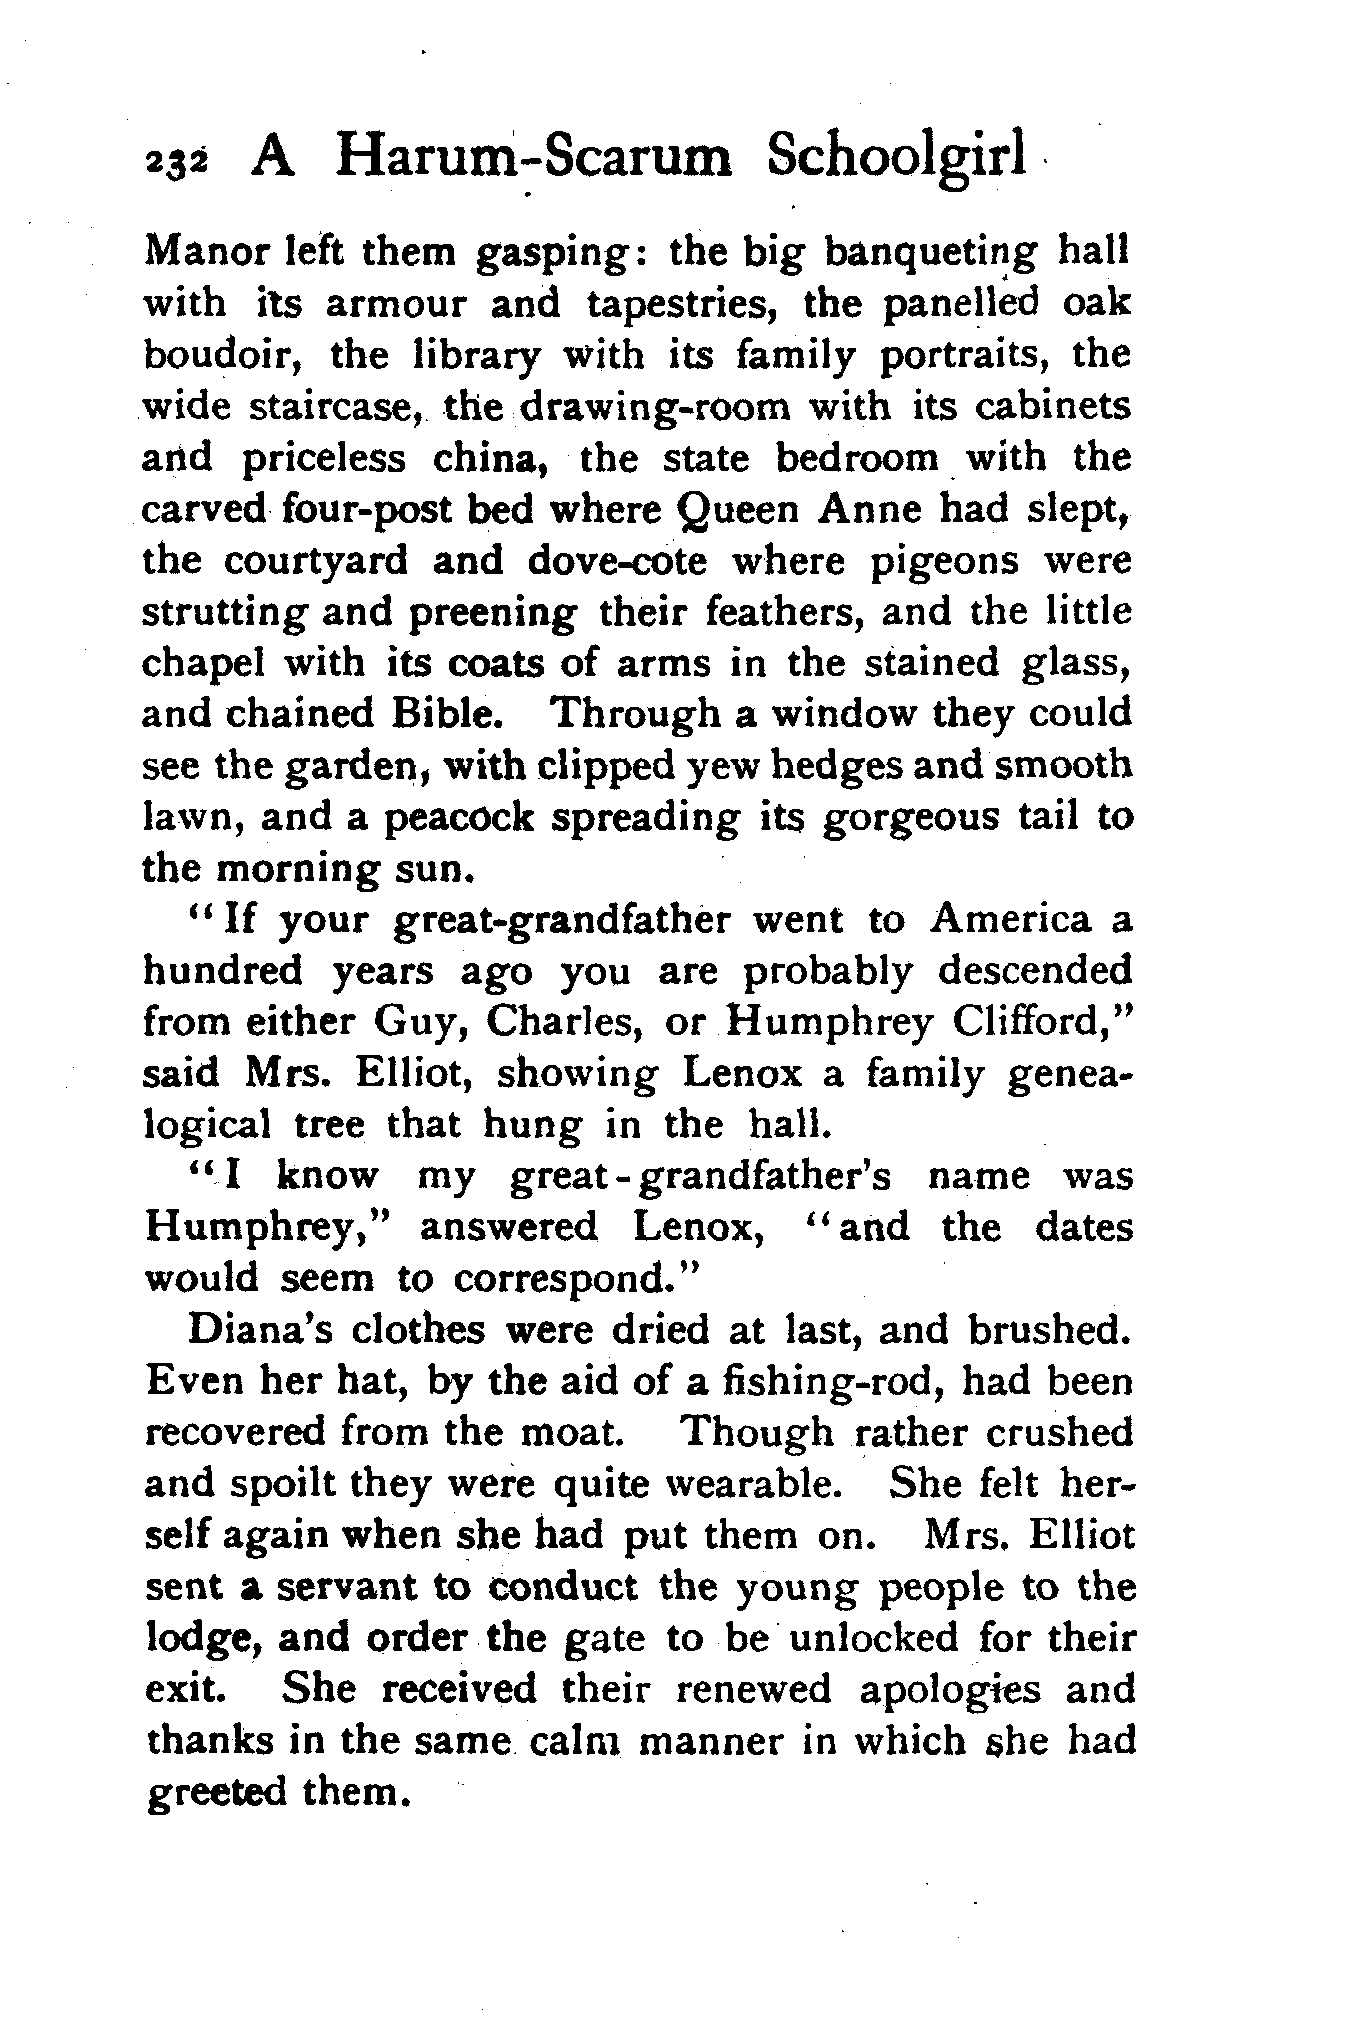 232 A Harum-Scarum Schoolgirl
Manor left them gasping: the big banqueting hall
with its armour and tapestries, the panelled oak
boudoir, the library with its family portraits, the
wide staircase, the drawing-room with its cabinets
and priceless china, the state bedroom with the
carved four-post bed where Queen Anne had slept,
the courtyard and dove-cote where pigeons were
strutting and preening their feathers, and the little
chapel with its coats of arms in the stained glass,
and chained Bible. Through a window they could
see the garden, with clipped yew hedges and smooth
lawn, and a peacock spreading its gorgeous tail to
the morning sun.
“If your great-grandfather went to America a
hundred years ago you are probably descended
from either Guy, Charles, or Humphrey Clifford,”
said Mrs. Elliot, showing Lenox a family genea-
logical tree that hung in the hall.
“I know my great-grandfather’s name was
Humphrey,” answered Lenox, “and the dates
would seem to correspond.”
Diana’s clothes were dried at last, and brushed.
Even her hat, by the aid of a fishing-rod, had been
recovered from the moat. Though rather crushed
and spoilt they were quite wearable. She felt her-
self again when she had put them on. Mrs. Elliot
sent a servant to conduct the young people to the
lodge, and order the gate to be unlocked for their
exit. She received their renewed apologies and
thanks in the same calm manner in which she had
greeted them.